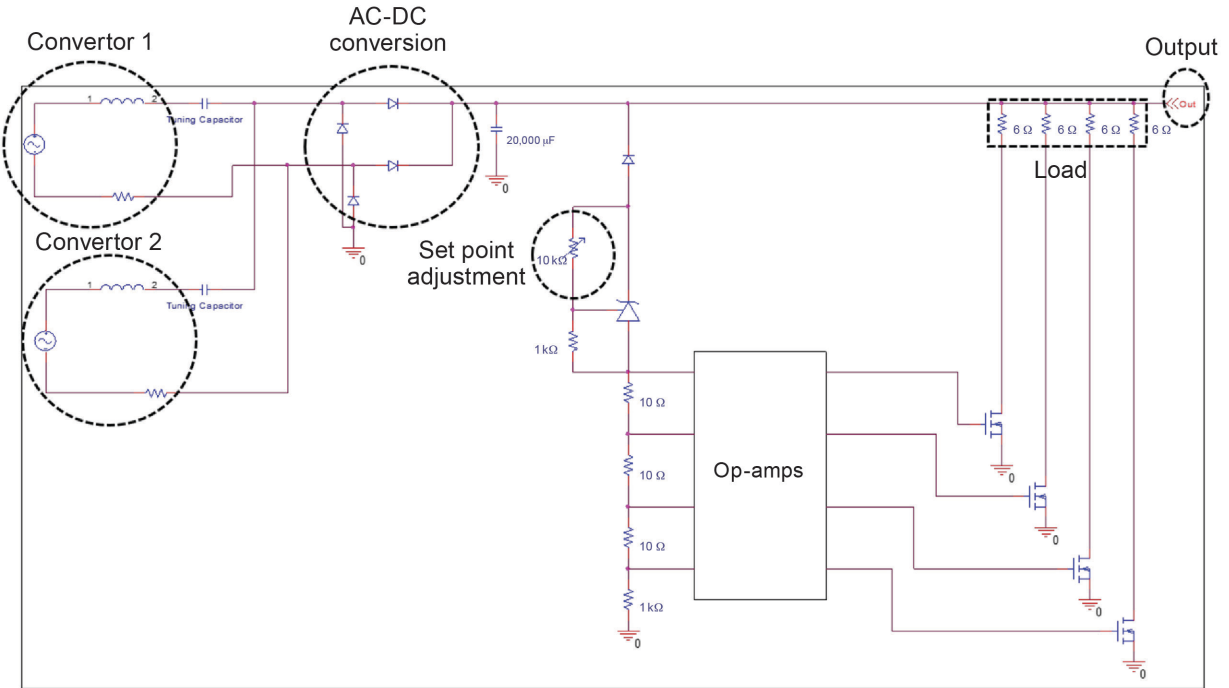 AC-DC
conversion
Convertor 1
Output
1
2
Tuning Capacitor
Out
20,000 µF
0
6 Ω
6 Ω
6 Ω
6 Ω
Load
Convertor 2
0
Set point
adjustment
10 kΩ
1
2
Tuning Capacitor
1 kΩ
10 Ω
10 Ω
Op-amps
0
10 Ω
0
1 kΩ
0
0
0